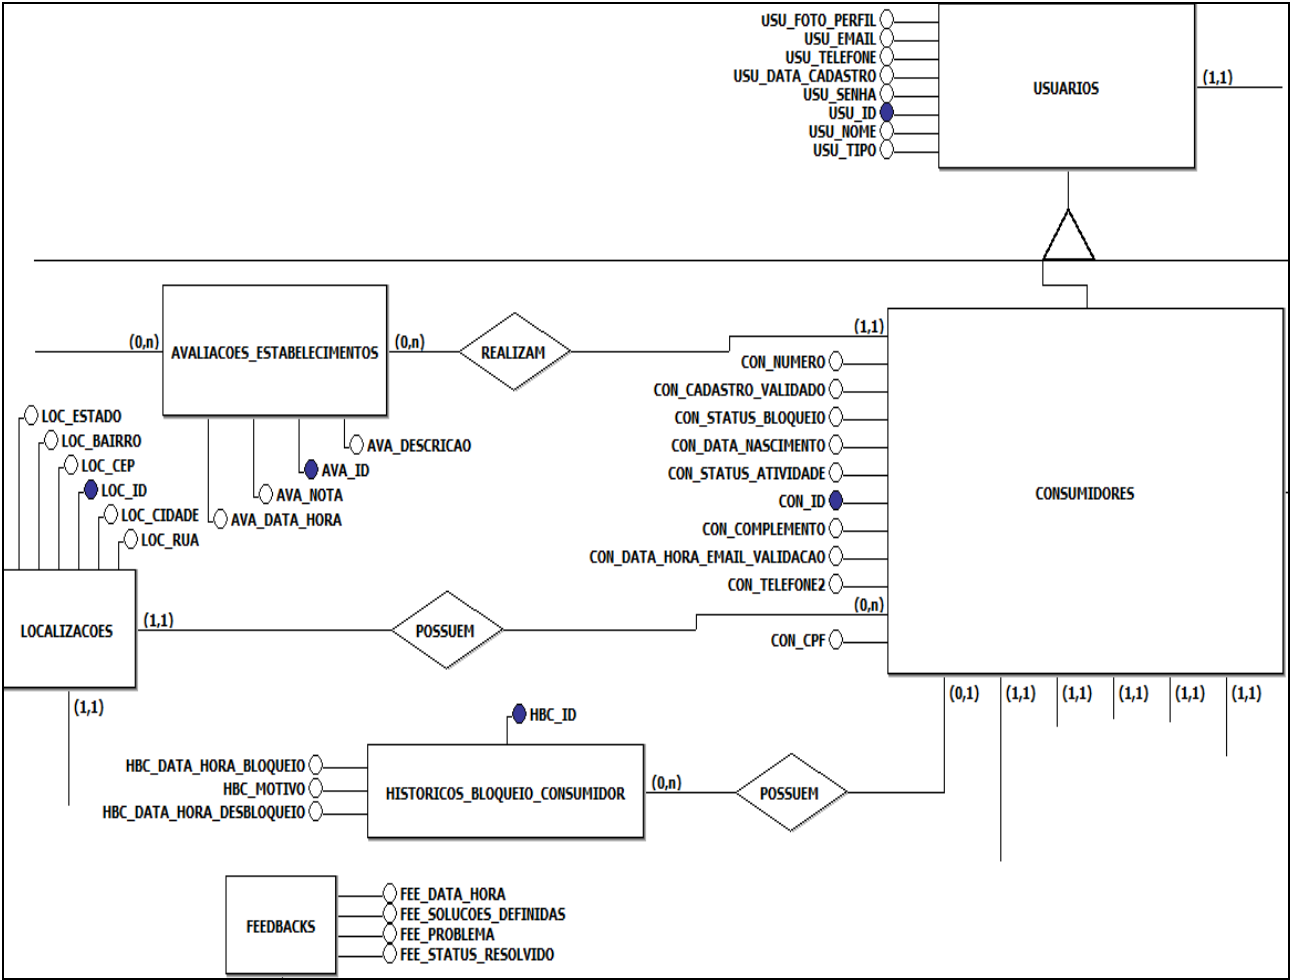 USU_FOTO_PERFIL
USU_EMAIL
USU_TELEFONE
USU_DATA_CADASTRO
USU_SENHA
USU_ID
USU_NOME
USU_TIPO
USUARIOS
(1,1)
(0,n)
AVALIACOES_ESTABELECIMENTOS
(0,n)
REALIZAM
(1,1)
AVA_DESCRICAO
AVA_ID
AVA_NOTA
AVA_DATA_HORA
LOC_ESTADO
LOC_BAIRRO
LOC_CEP
LOC_ID
LOC_CIDADE
LOC_RUA
CON_NUMERO
CON_CADASTRO_VALIDADO
CON_STATUS_BLOQUEIO
CON_DATA_NASCIMENTO
CON_STATUS_ATIVIDADE
CON_ID
CON_COMPLEMENTO
CON_DATA_HORA_EMAIL_VALIDACAO
CON_TELEFONE2
CONSUMIDORES
LOCALIZACOES
(1,1)
POSSUEM
(0,n)
CON_CPF
(1,1)
(0,1)
(1,1)
(1,1)
(1,1)
(1,1)
(1,1)
HBC_ID
HBC_DATA_HORA_BLOQUEIO
HBC_MOTIVO
HBC_DATA_HORA_DESBLOQUEIO
HISTORICOS_BLOQUEIO_CONSUMIDOR
(0,n)
POSSUEM
FEEDBACKS
FEE_DATA_HORA
FEE_SOLUCOES_DEFINIDAS
FEE_PROBLEMA
FEE_STATUS_RESOLVIDO